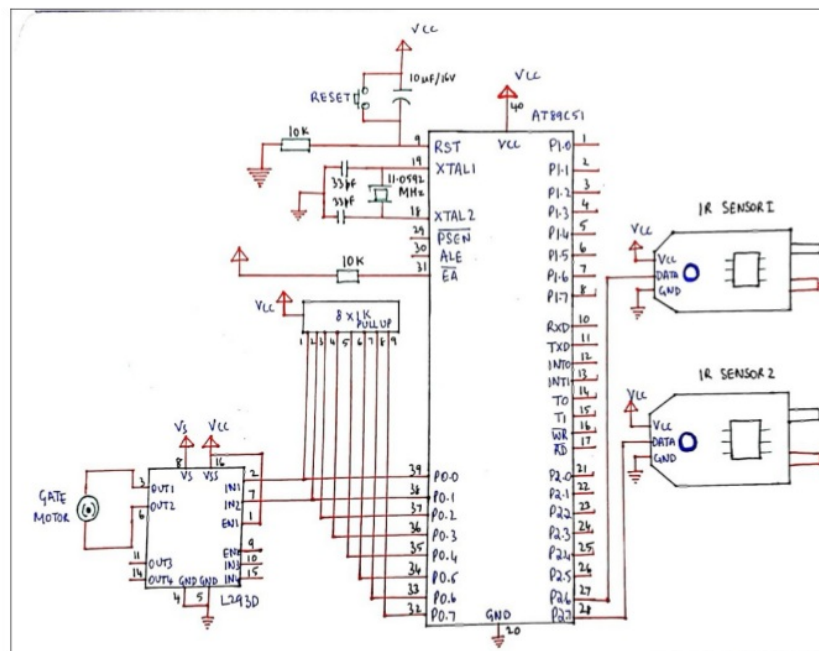 VCC
10µF/16V
RESET
VCC
40
AT89C51
10K
9
RST
VCC
P1.0
1
19
XTAL1
P1.1
2
33pf
11.0592
MHz
33pf
18
XTAL2
P1.2
3
P1.3
4
29
PSEN
P1.4
5
30
ALE
P1.5
6
10K
31
EA
P1.6
7
P1.7
8
IR SENSOR1
VCC
VCC
DATA
GND
VCC
8 X 1K
PULLUP
1 2 3 4 5 6 7 8 9
RXD
10
TXD
11
INT0
12
INT1
13
T0
14
T1
15
WR
16
RD
17
IR SENSOR 2
VCC
VCC
DATA
GND
VS
VCC
8
16
VS
VSS
3
OUT1
IN1
2
6
OUT2
IN2
7
EN1
1
GATE
MOTOR
EN2
9
11
OUT3
IN3
10
14
OUT4
GND
GND
IN4
15
4
5
L293D
39
P0.0
38
P0.1
37
P0.2
36
P0.3
35
P0.4
34
P0.5
33
P0.6
32
P0.7
P2.0
21
P2.1
22
P2.2
23
P2.3
24
P2.4
25
P2.5
26
P2.6
27
P2.7
28
GND
20